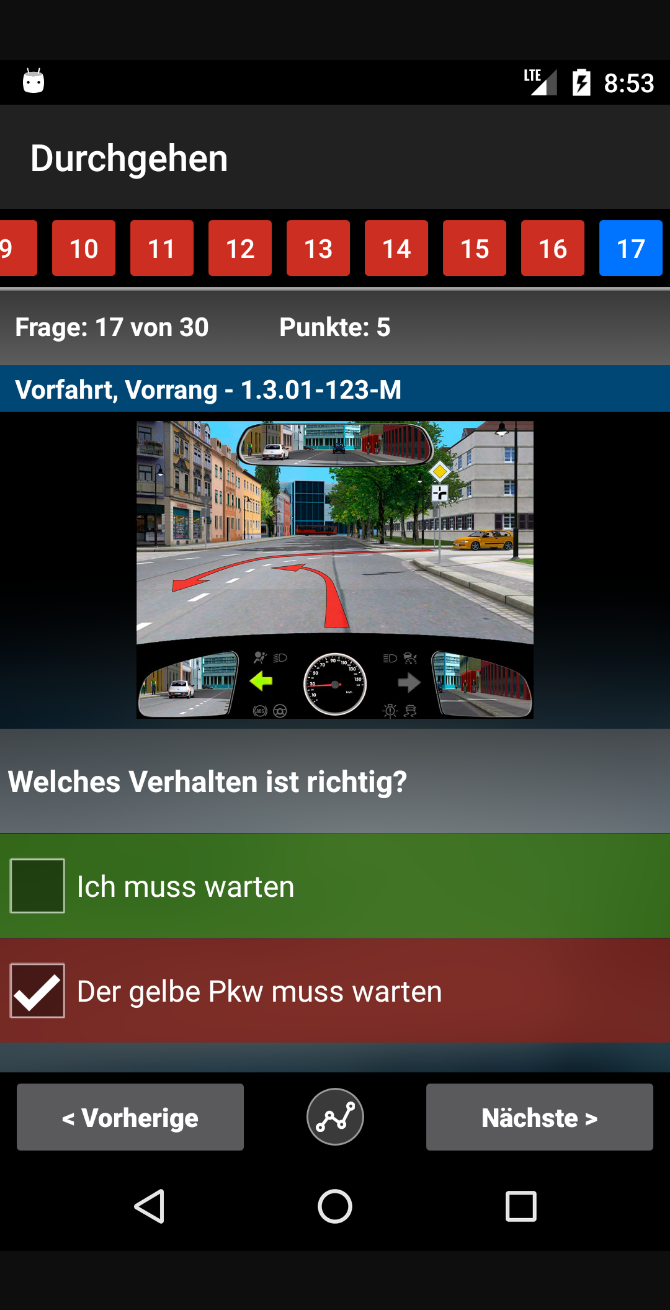 LTE 8:53
Durchgehen
9 10 11 12 13 14 15 16 17
Frage: 17 von 30 Punkte: 5
Vorfahrt, Vorrang - 1.3.01-123-M
Welches Verhalten ist richtig?
Ich muss warten
Der gelbe Pkw muss warten
< Vorherige Nächste >